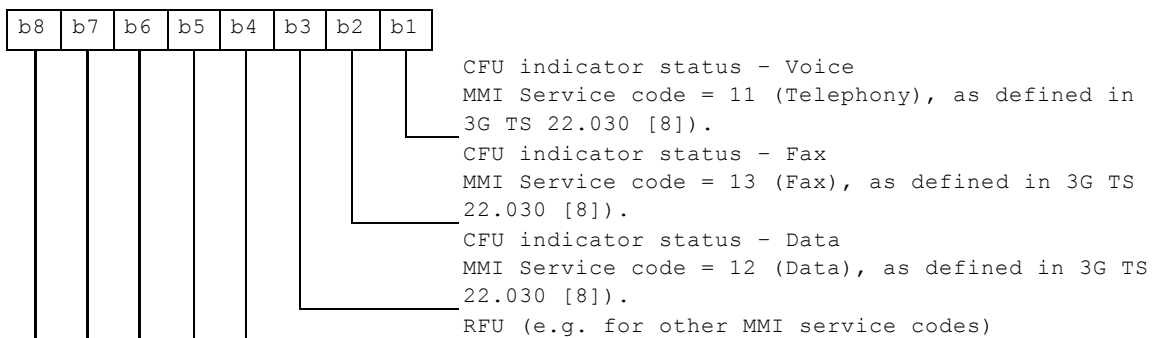 b8 b7 b6 b5 b4 b3 b2 b1
CFU indicator status – Voice
MMI Service code = 11 (Telephony), as defined in
3G TS 22.030 [8]).
CFU indicator status – Fax
MMI Service code = 13 (Fax), as defined in 3G TS
22.030 [8]).
CFU indicator status – Data
MMI Service code = 12 (Data), as defined in 3G TS
22.030 [8]).
RFU (e.g. for other MMI service codes)